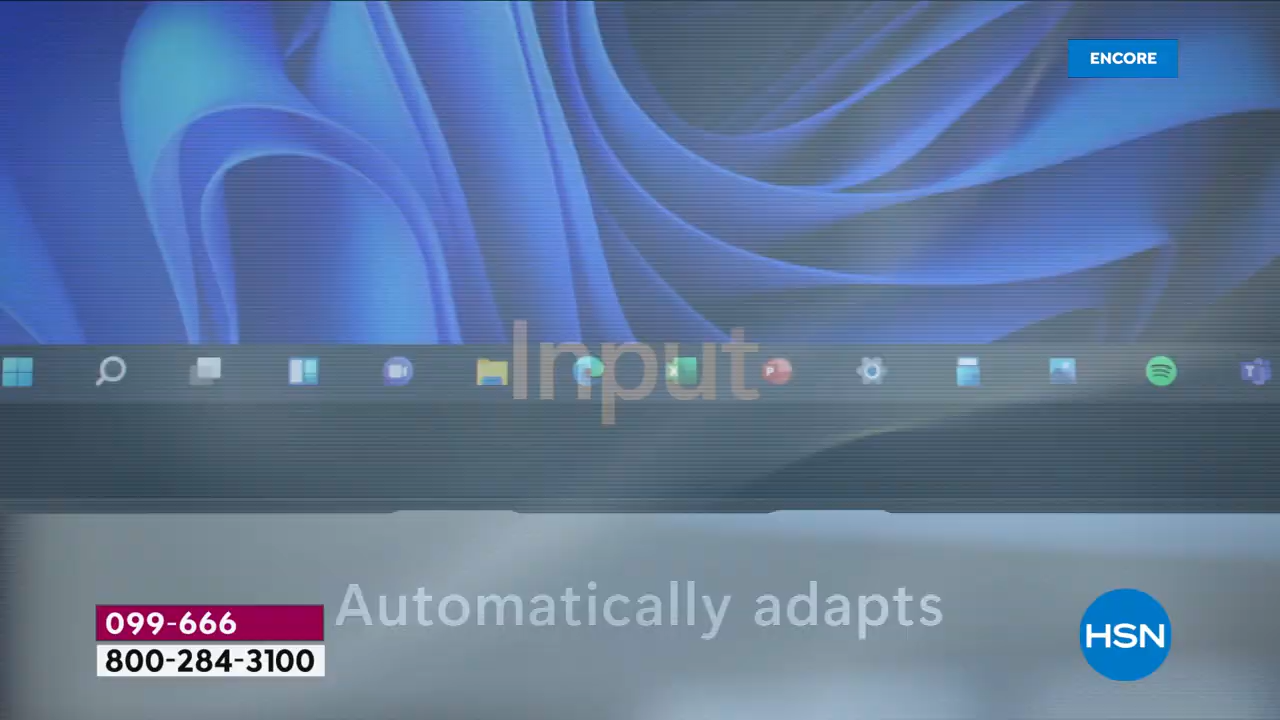 ENCORE
Input
Automatically adapts
099-666
800-284-3100
HSN